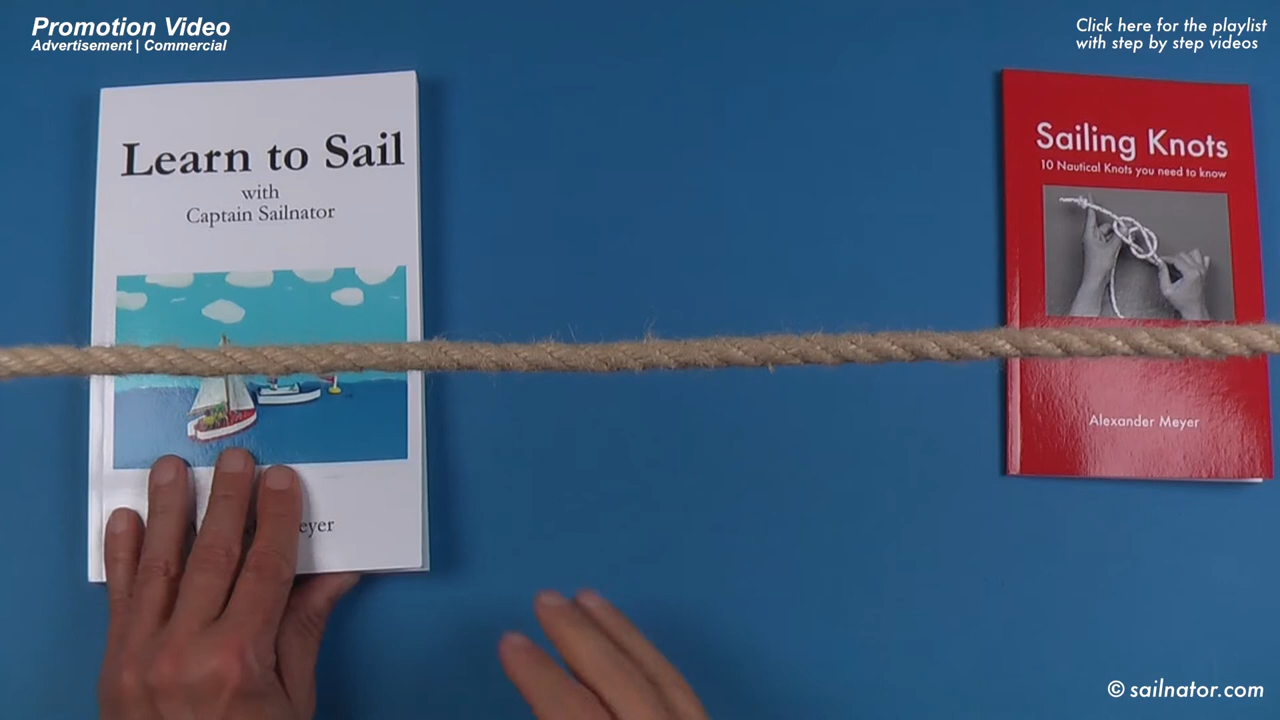 Promotion Video
Advertisement | Commercial
Click here for the playlist
with step by step videos
Learn to Sail
with
Captain Sailnator
Sailing Knots
10 Nautical Knots you need to know
Alexander Meyer
eyer
© sailnator.com